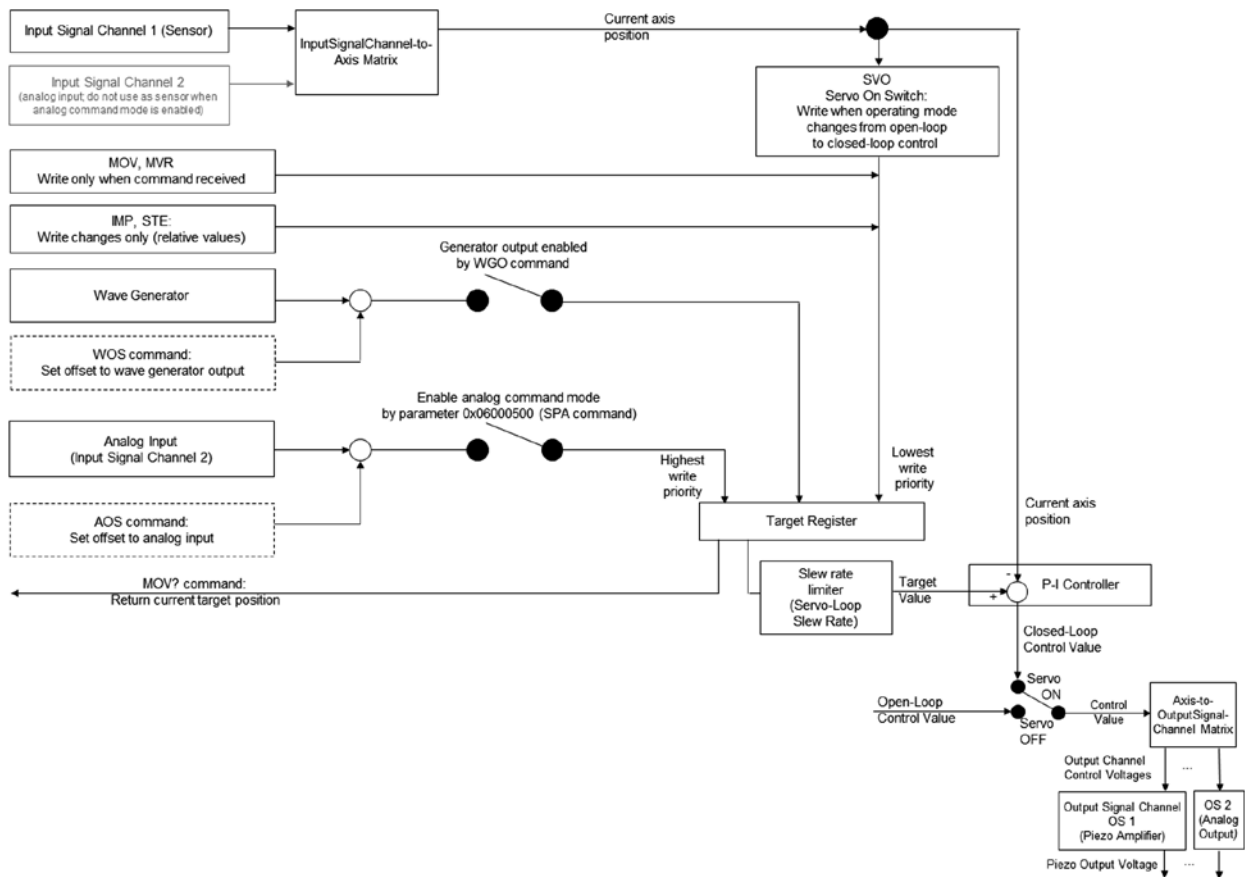 Input Signal Channel 1 (Sensor)
InputSignalChannel-to-
Axis Matrix
Current axis
position
Input Signal Channel 2
(analog input; do not use as sensor when
analog command mode is enabled)
SVO
Servo On Switch:
Write when operating mode
changes from open-loop
to closed-loop control
MOV, MVR
Write only when command received
IMP, STE:
Write changes only (relative values)
Generator output enabled
by WGO command
Wave Generator
WOS command:
Set offset to wave generator output
Enable analog command mode
by parameter 0x06000500 (SPA command)
Analog Input
(Input Signal Channel 2)
Highest
write
priority
Lowest
write
priority
AOS command:
Set offset to analog input
Target Register
Current axis
position
MOV? command:
Return current target position
Slew rate
limiter
(Servo-Loop
Slew Rate)
Target
Value
-
+
P-I Controller
Closed-Loop
Control Value
Servo
ON
Open-Loop
Control Value
Servo
OFF
Control
Value
Axis-to-
OutputSignal-
Channel Matrix
Output Channel
Control Voltages
...
Output Signal Channel
OS 1
(Piezo Amplifier)
OS 2
(Analog
Output)
Piezo Output Voltage
...